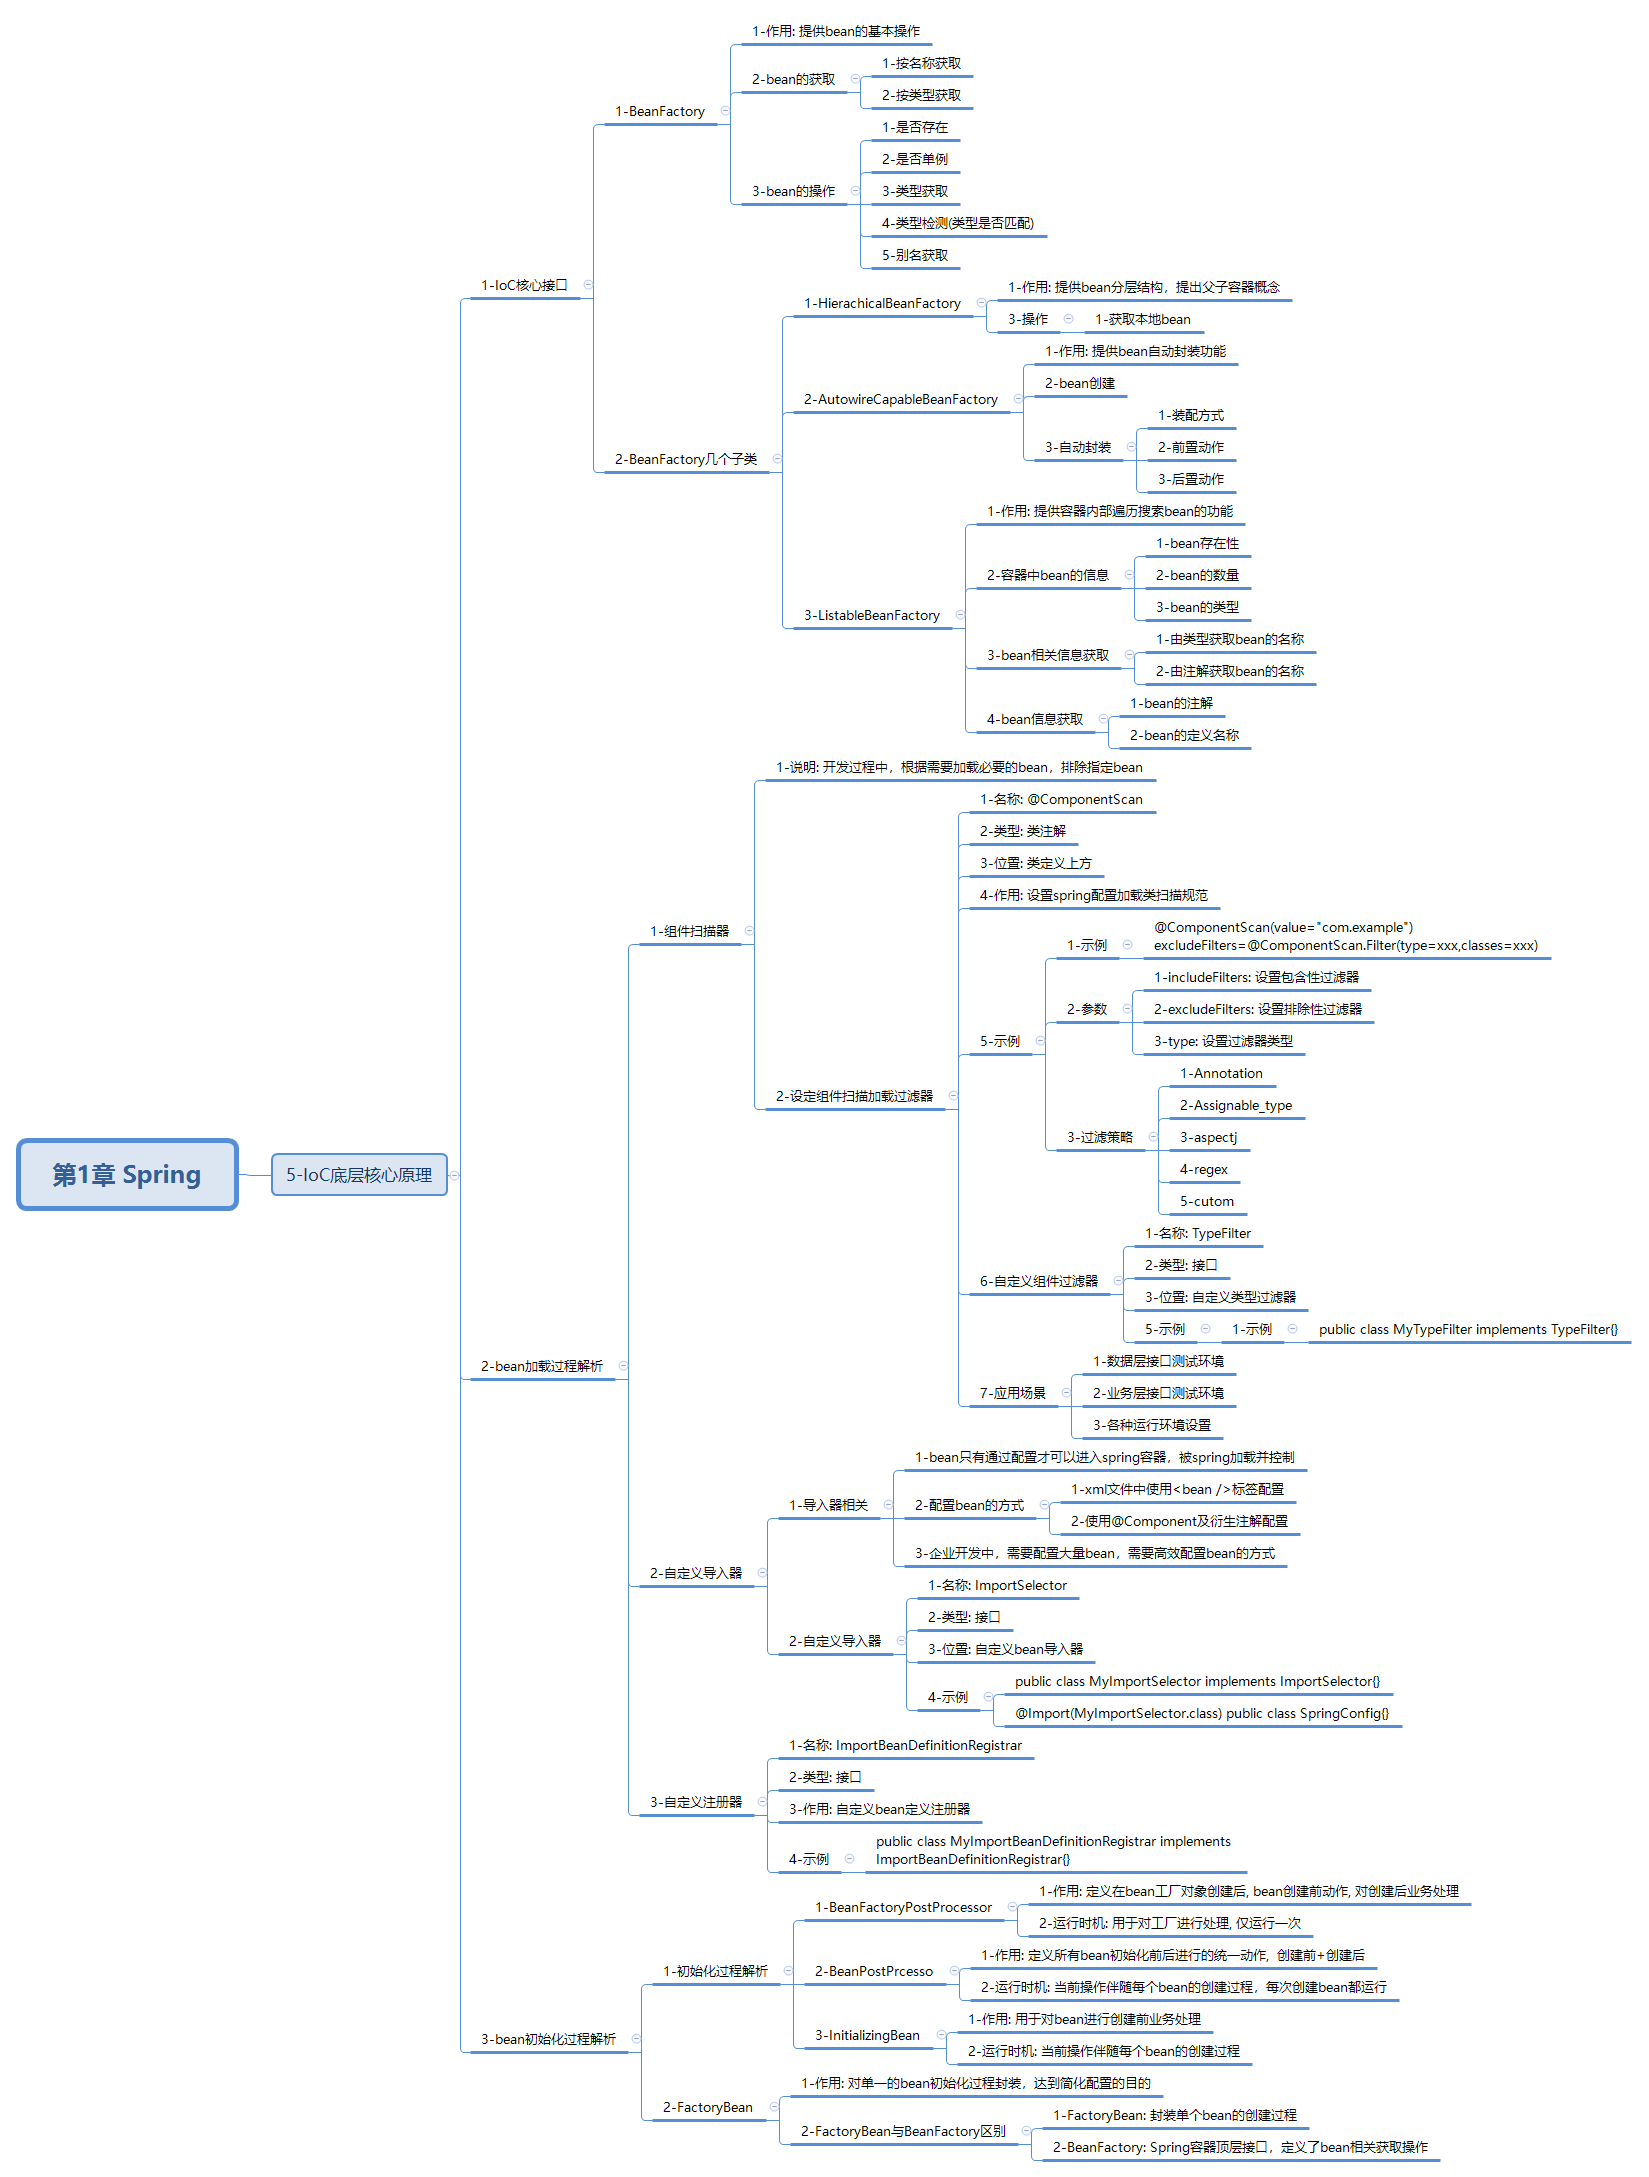 第1章 Spring
5-IoC底层核心原理
1-IoC核心接口
1-BeanFactory
1-作用: 提供bean的基本操作
2-bean的获取
1-按名称获取
2-按类型获取
3-bean的操作
1-是否存在
2-是否单例
3-类型获取
4-类型检测(类型是否匹配)
5-别名获取
2-BeanFactory几个子类
1-HierachicalBeanFactory
1-作用: 提供bean分层结构，提出父子容器概念
3-操作
1-获取本地bean
2-AutowireCapableBeanFactory
1-作用: 提供bean自动封装功能
2-bean创建
3-自动封装
1-装配方式
2-前置动作
3-后置动作
3-ListableBeanFactory
1-作用: 提供容器内部遍历搜索bean的功能
2-容器中bean的信息
1-bean存在性
2-bean的数量
3-bean的类型
3-bean相关信息获取
1-由类型获取bean的名称
2-由注解获取bean的名称
4-bean信息获取
1-bean的注解
2-bean的定义名称
2-bean加载过程解析
1-组件扫描器
1-说明: 开发过程中，根据需要加载必要的bean，排除指定bean
2-设定组件扫描加载过滤器
1-名称: @ComponentScan
2-类型: 类注解
3-位置: 类定义上方
4-作用: 设置spring配置加载类扫描规范
5-示例
1-示例
@ComponentScan(value="com.example")
excludeFilters=@ComponentScan.Filter(type=xxx,classes=xxx)
2-参数
1-includeFilters: 设置包含性过滤器
2-excludeFilters: 设置排除性过滤器
3-type: 设置过滤器类型
3-过滤策略
1-Annotation
2-Assignable_type
3-aspectj
4-regex
5-cutom
6-自定义组件过滤器
1-名称: TypeFilter
2-类型: 接口
3-位置: 自定义类型过滤器
5-示例
1-示例
public class MyTypeFilter implements TypeFilter{}
7-应用场景
1-数据层接口测试环境
2-业务层接口测试环境
3-各种运行环境设置
2-自定义导入器
1-导入器相关
1-bean只有通过配置才可以进入spring容器，被spring加载并控制
2-配置bean的方式
1-xml文件中使用<bean />标签配置
2-使用@Component及衍生注解配置
3-企业开发中，需要配置大量bean，需要高效配置bean的方式
2-自定义导入器
1-名称: ImportSelector
2-类型: 接口
3-位置: 自定义bean导入器
4-示例
public class MyImportSelector implements ImportSelector{}
@Import(MyImportSelector.class) public class SpringConfig{}
3-自定义注册器
1-名称: ImportBeanDefinitionRegistrar
2-类型: 接口
3-作用: 自定义bean定义注册器
4-示例
public class MyImportBeanDefinitionRegistrar implements
ImportBeanDefinitionRegistrar{}
3-bean初始化过程解析
1-初始化过程解析
1-BeanFactoryPostProcessor
1-作用: 定义在bean工厂对象创建后, bean创建前动作, 对创建后业务处理
2-运行时机: 用于对工厂进行处理, 仅运行一次
2-BeanPostPrcesso
1-作用: 定义所有bean初始化前后进行的统一动作, 创建前+创建后
2-运行时机: 当前操作伴随每个bean的创建过程，每次创建bean都运行
3-InitializingBean
1-作用: 用于对bean进行创建前业务处理
2-运行时机: 当前操作伴随每个bean的创建过程
2-FactoryBean
1-作用: 对单一的bean初始化过程封装，达到简化配置的目的
2-FactoryBean与BeanFactory区别
1-FactoryBean: 封装单个bean的创建过程
2-BeanFactory: Spring容器顶层接口，定义了bean相关获取操作